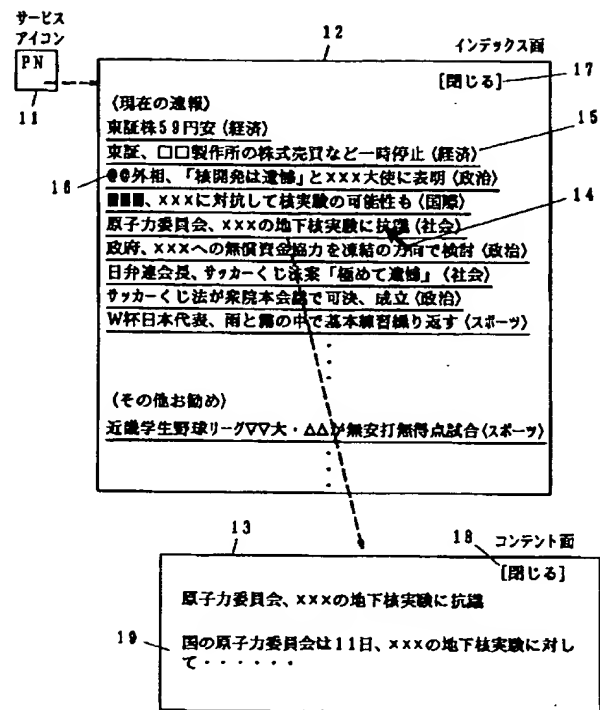 サービス
アイコン
PN
11
12
インデックス面
[閉じる]
17
〈現在の速報〉
東証株59円安〈経済〉
15
東証、□□製作所の株式売買など一時停止〈経済〉
16
●●外相、「核開発は遺憾」と×××大使に表明〈政治〉
■■■、×××に対抗して核実験の可能性も〈国際〉
14
原子力委員会、×××の地下核実験に抗議〈社会〉
政府、×××への無償資金協力を凍結の方向で検討〈政治〉
日弁連会長、サッカーくじ法案「極めて遺憾」〈社会〉
サッカーくじ法が衆院本会議で可決、成立〈政治〉
W杯日本代表、雨と霧の中で基本練習繰り返す〈スポーツ〉
〈その他お勧め〉
近畿学生野球リーグ▽▽大・△△が無安打無得点試合〈スポーツ〉
13
18
コンテント面
[閉じる]
原子力委員会、×××の地下核実験に抗議
19
国の原子力委員会は11日、×××の地下核実験に対し
て・・・・・・